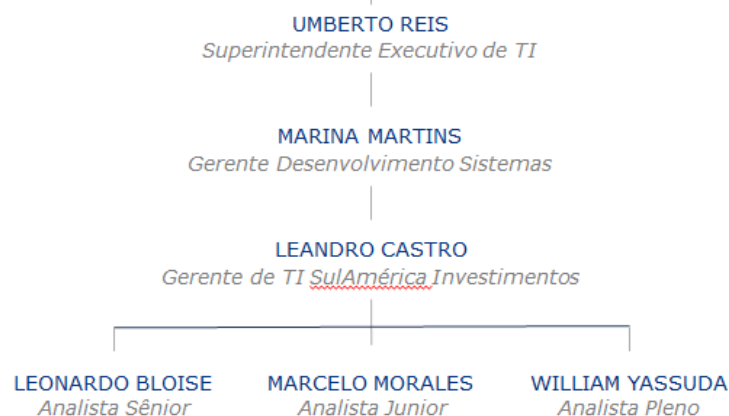 UMBERTO REIS
Superintendente Executivo de TI
MARINA MARTINS
Gerente Desenvolvimento Sistemas
LEANDRO CASTRO
Gerente de TI SulAmérica Investimentos
LEONARDO BLOISE
Analista Sênior
MARCELO MORALES
Analista Junior
WILLIAM YASSUDA
Analista Pleno